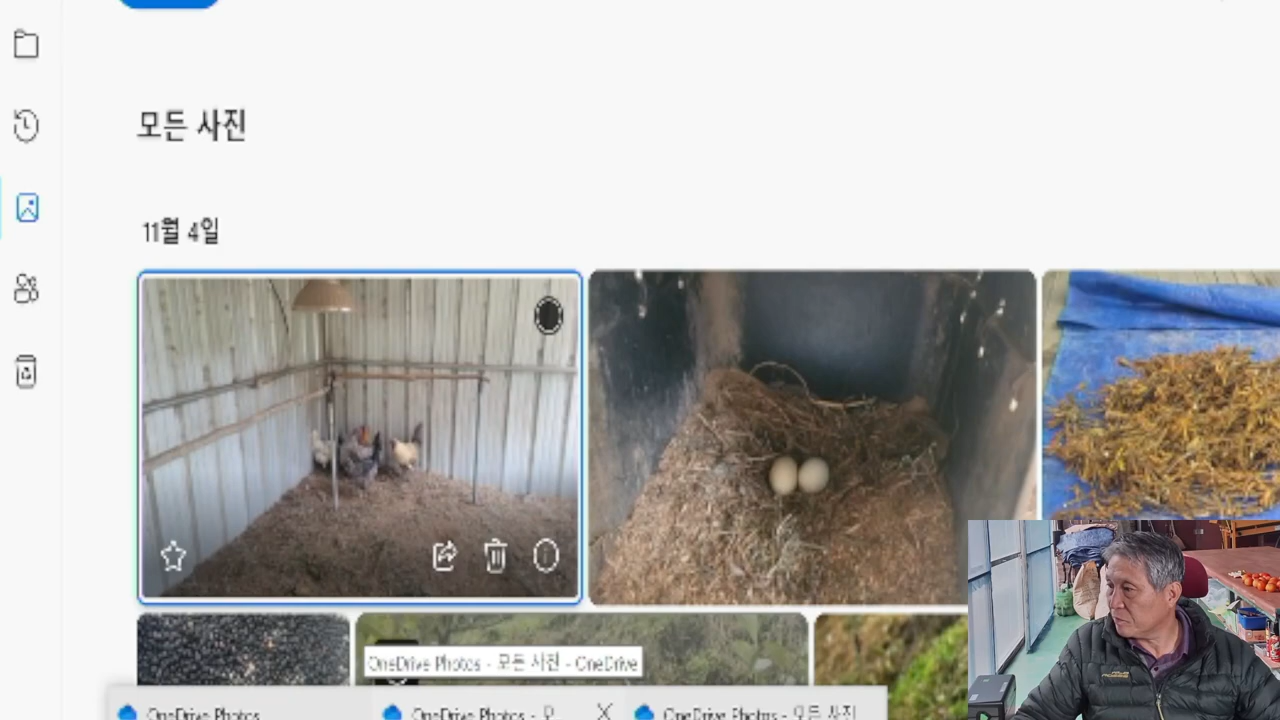 모든 사진
11월 4일
OneDrive Photos - 모든 사진 - OneDrive
OneDrive Photos
OneDrive Photos - 모
OneDrive Photos - 모든 사진